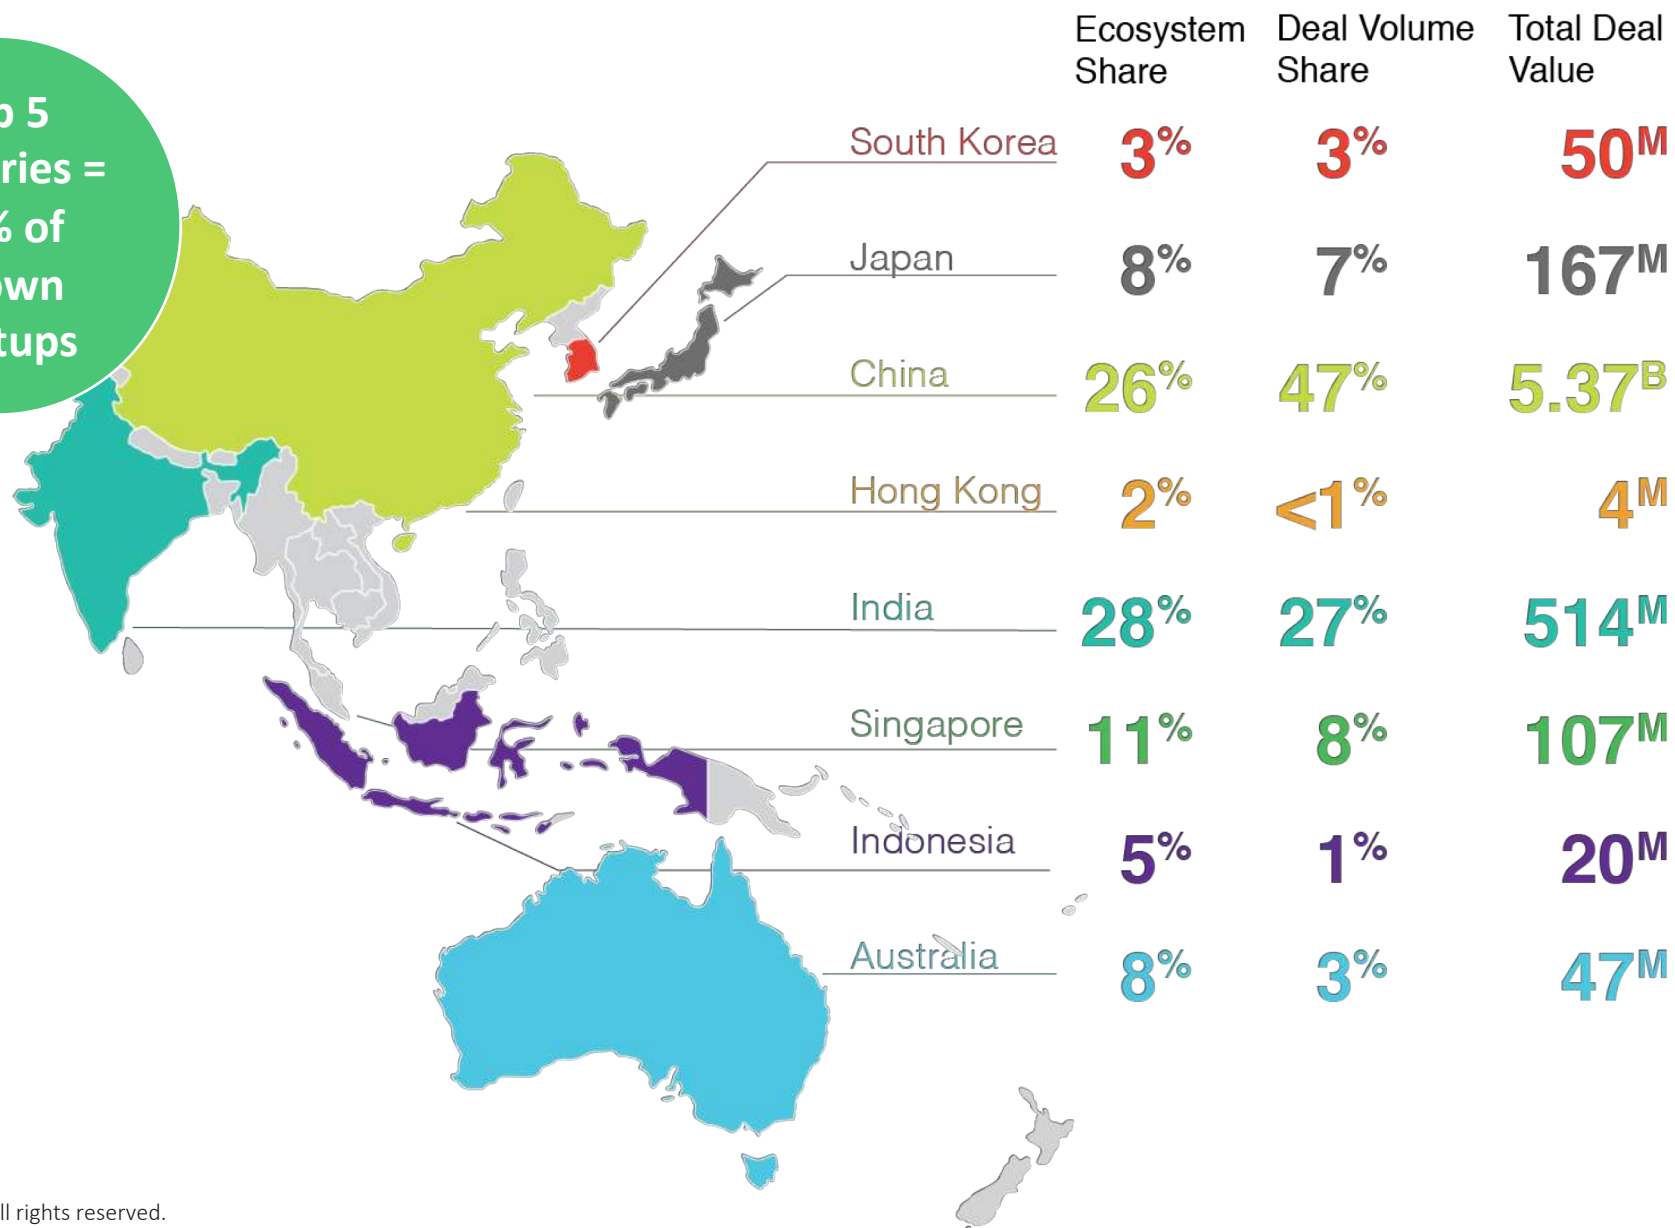 Ecosystem Share
Deal Volume Share
Total Deal Value
p 5
ries =
% of
own
tups
South Korea 3% 3% 50M
Japan 8% 7% 167M
China 26% 47% 5.37B
Hong Kong 2% <1% 4M
India 28% 27% 514M
Singapore 11% 8% 107M
Indonesia 5% 1% 20M
Australia 8% 3% 47M
ll rights reserved.